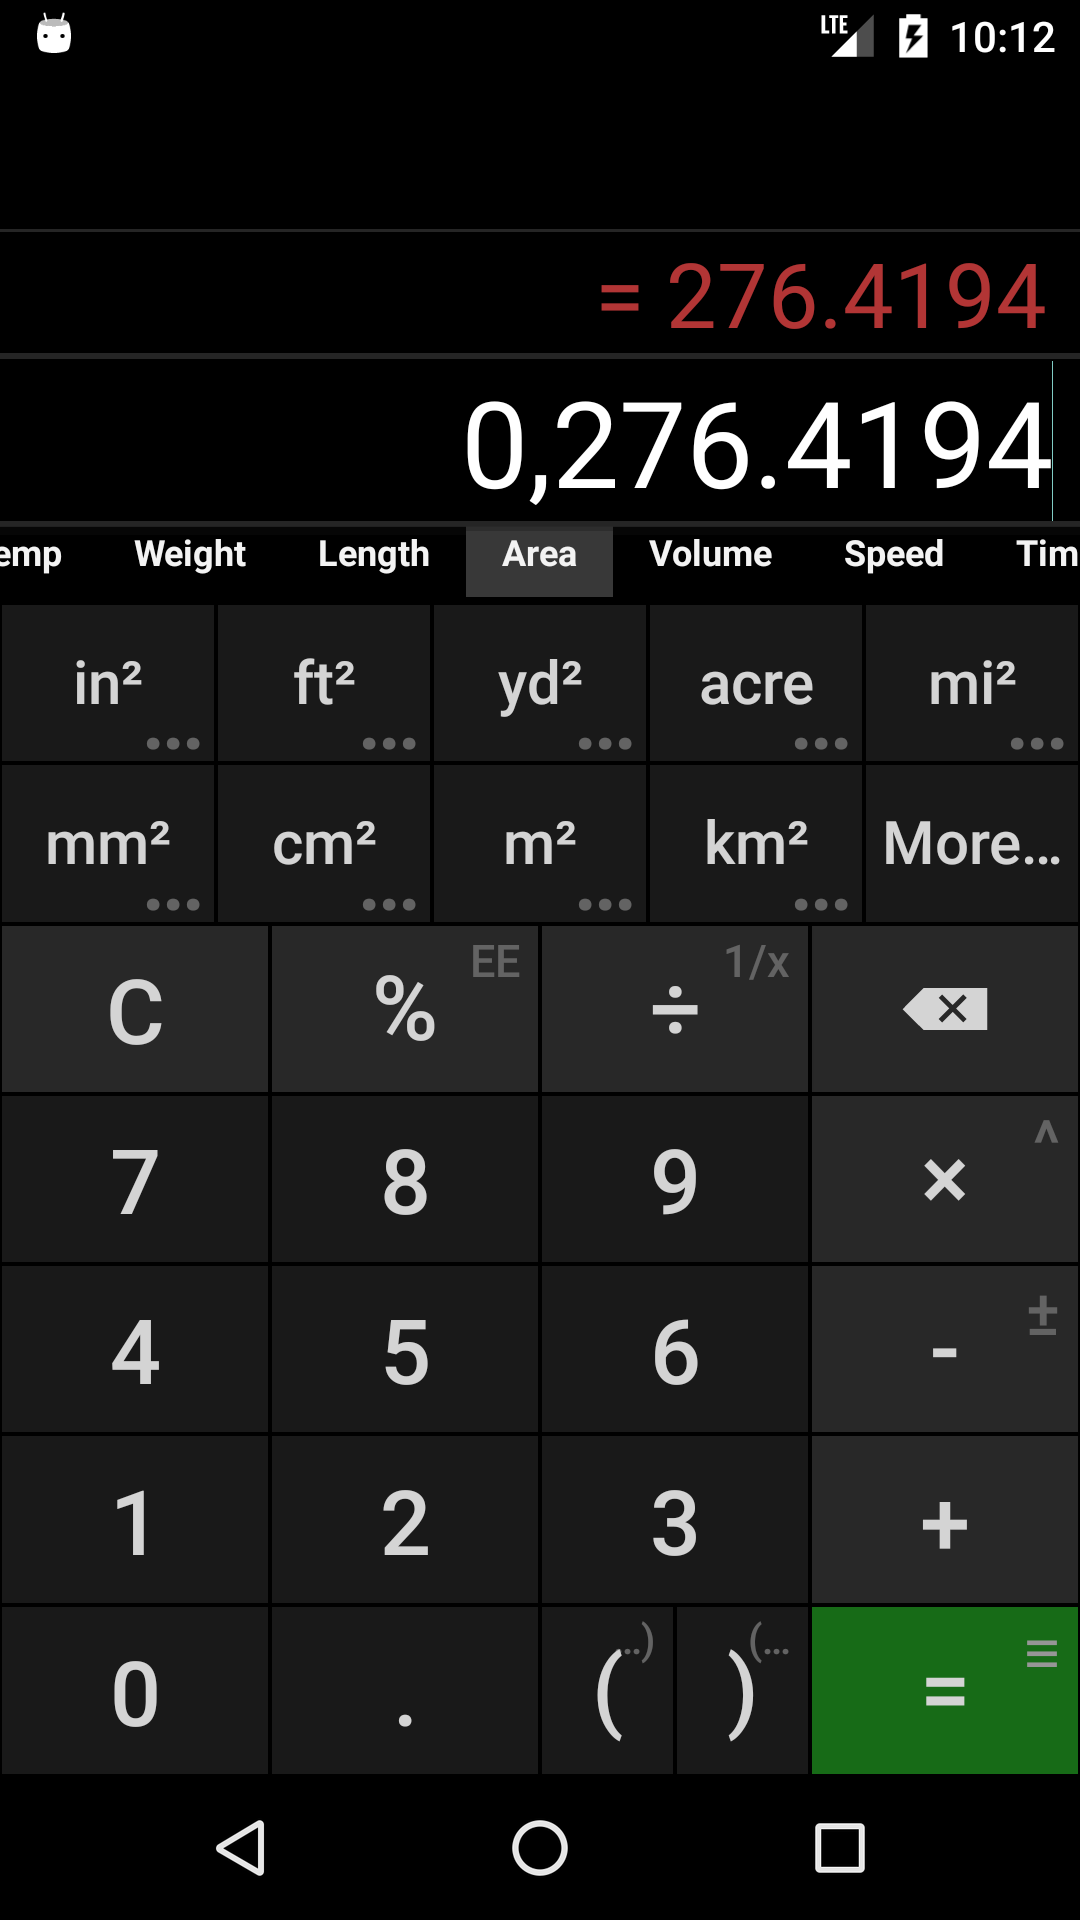 LTE 10:12
= 276.4194
0,276.4194
emp Weight Length Area Volume Speed Tim
in² ft² yd² acre mi²
mm² cm² m² km² More...
C % EE ÷ 1/x
7 8 9 × ^
4 5 6 - ±
1 2 3 +
0 . ( ..) ) (... =